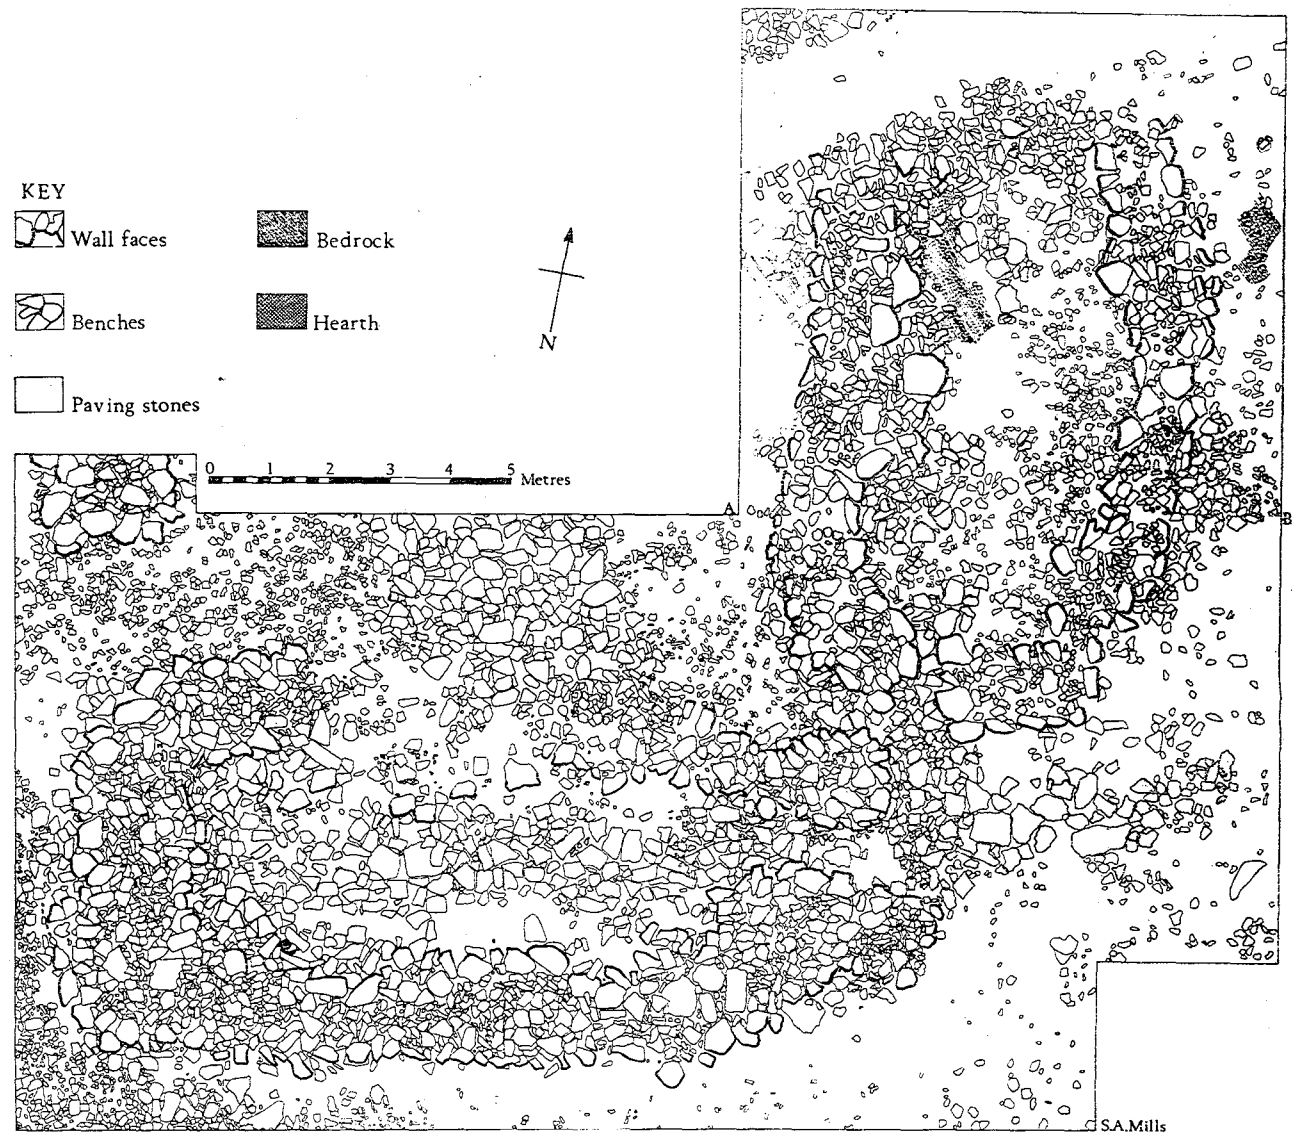 KEY
Wall faces
Bedrock
Benches
Hearth
Paving stones
N
0 1 2 3 4 5 Metres
A
B
S.A.Mills